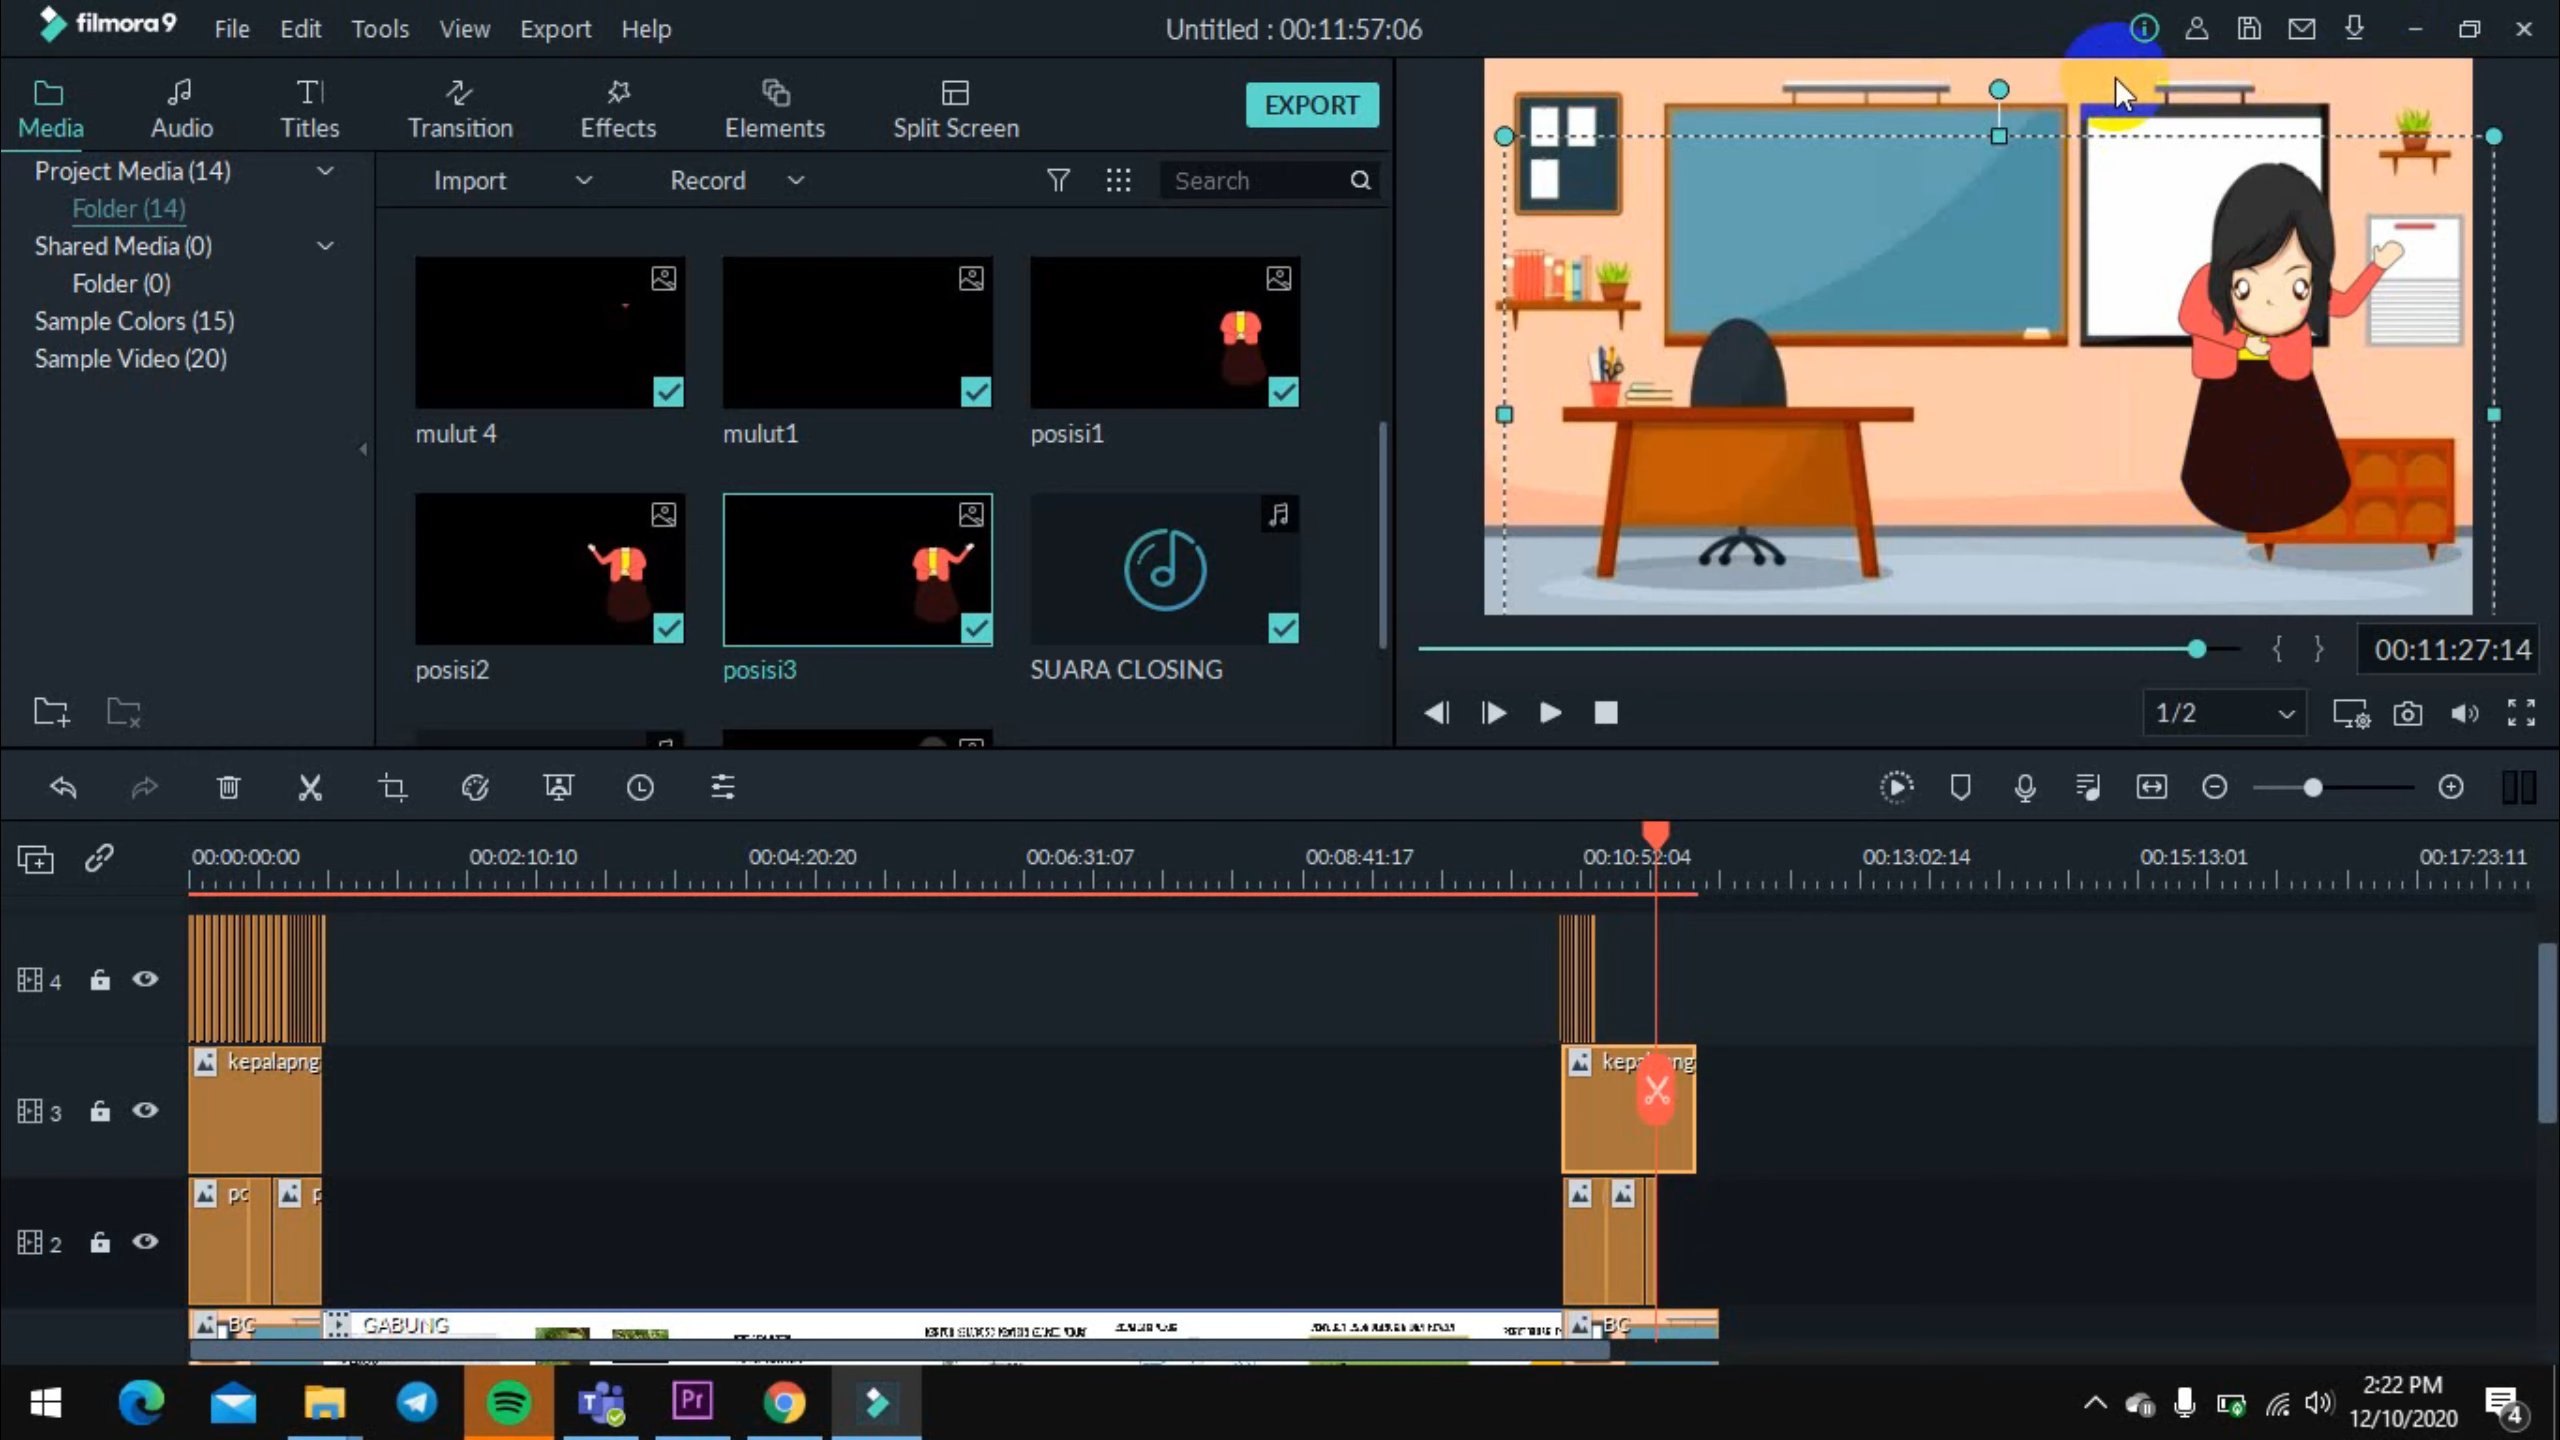 filmora9
File Edit Tools View Export Help
Untitled : 00:11:57:06
Media Audio Titles Transition Effects Elements Split Screen
EXPORT
Project Media (14)
Folder (14)
Shared Media (0)
Folder (0)
Sample Colors (15)
Sample Video (20)
Import Record Search
mulut 4 mulut1 posisi1
posisi2 posisi3 SUARA CLOSING
00:11:27:14
1/2
00:00:00:00 00:02:10:10 00:04:20:20 00:06:31:07 00:08:41:17 00:10:52:04 00:13:02:14 00:15:13:01 00:17:23:11
4
3 kepalapng
2
BC GABUNG BC
Pr
2:22 PM
12/10/2020
4